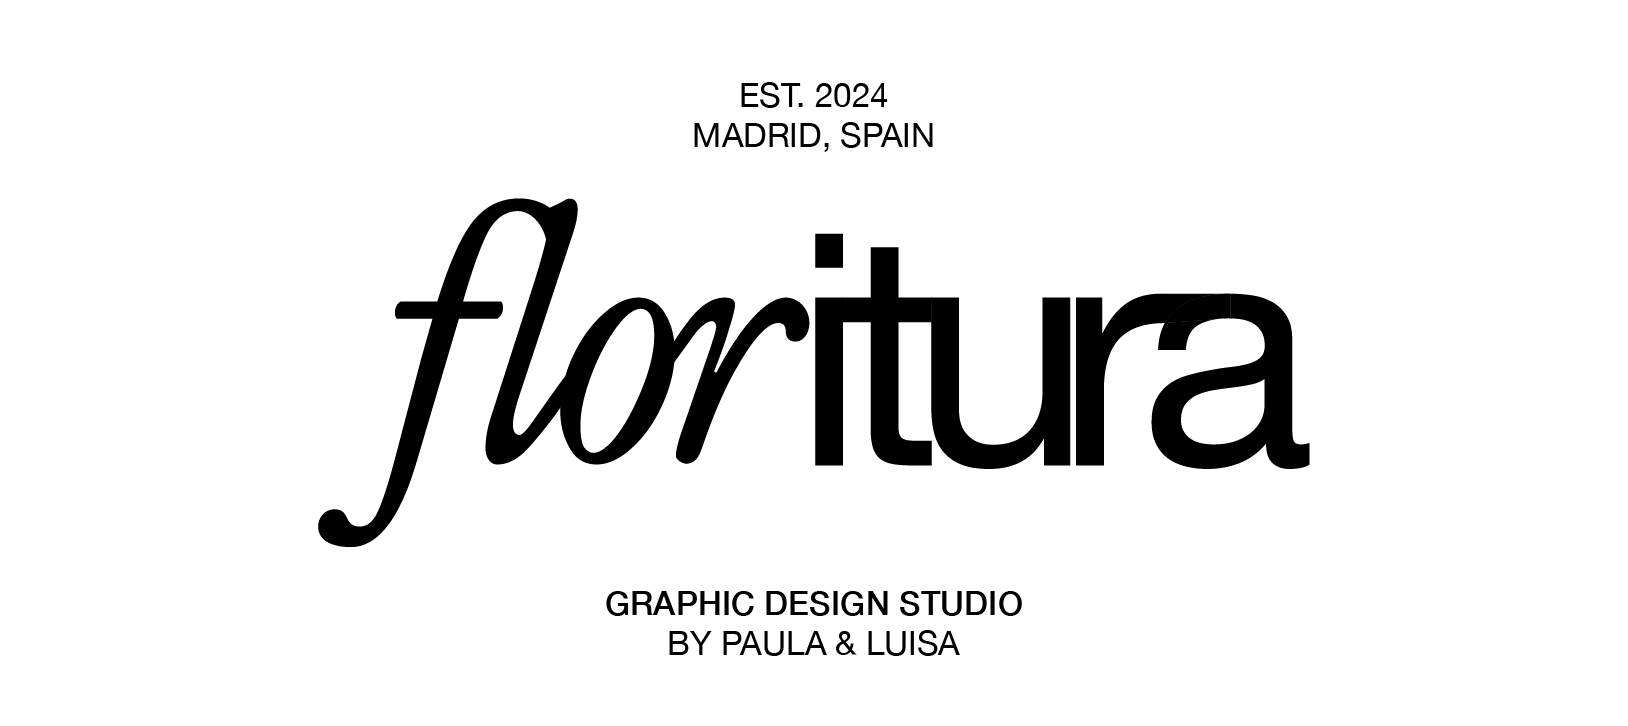 EST. 2024
MADRID, SPAIN
floritura
GRAPHIC DESIGN STUDIO
BY PAULA & LUISA